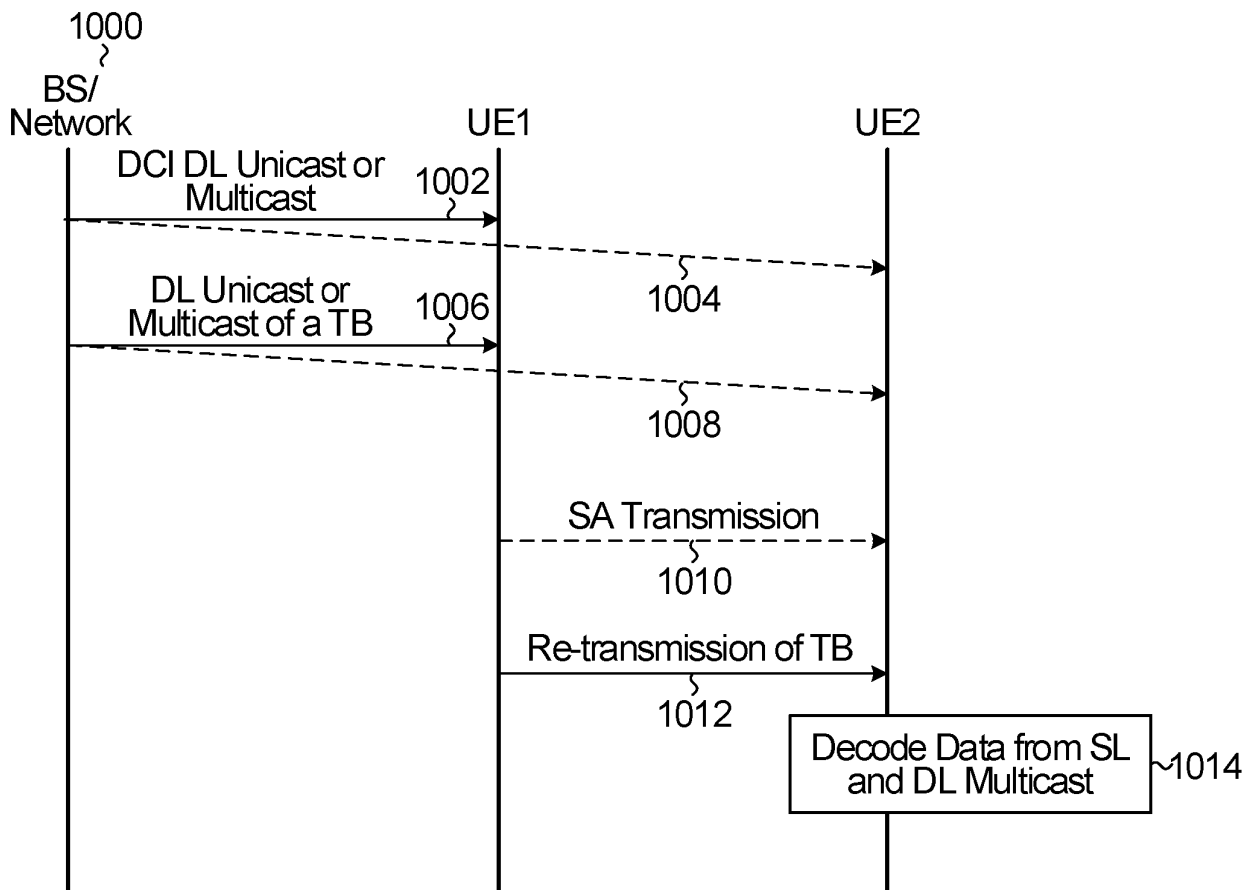 1000
BS/
Network
UE1
UE2
DCI DL Unicast or
Multicast
1002
1004
DL Unicast or
Multicast of a TB
1006
1008
SA Transmission
1010
Re-transmission of TB
1012
Decode Data from SL
and DL Multicast
1014